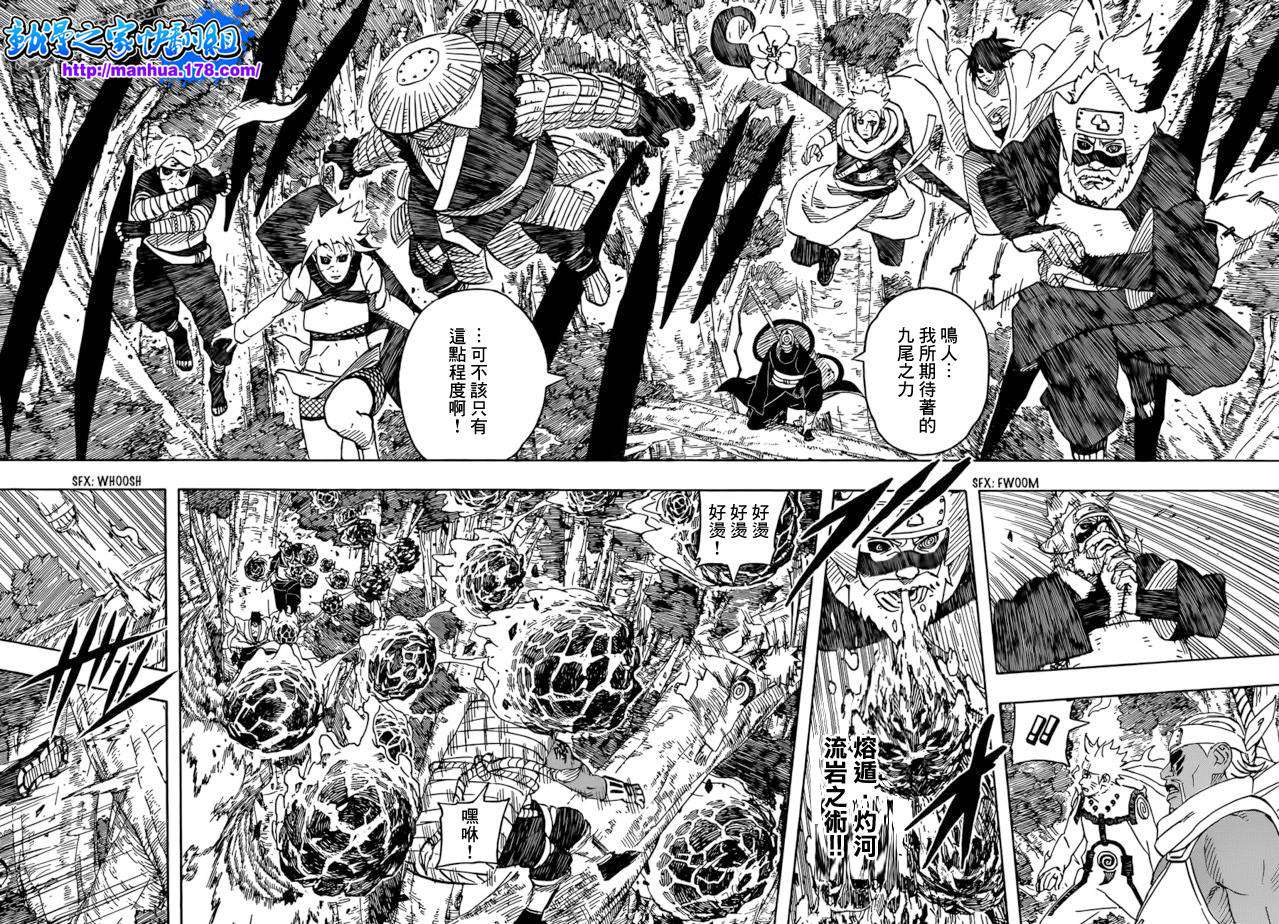 動漫之家快翻組
http://manhua.178.com/
鳴人…
我所期待著的
九尾之力
…可不該只有
這點程度啊！
SFX: FWOOM
!!
熔遁·灼河
流岩之術!!
好燙
好燙
好燙！
嘿咻！
SFX: WHOOSH